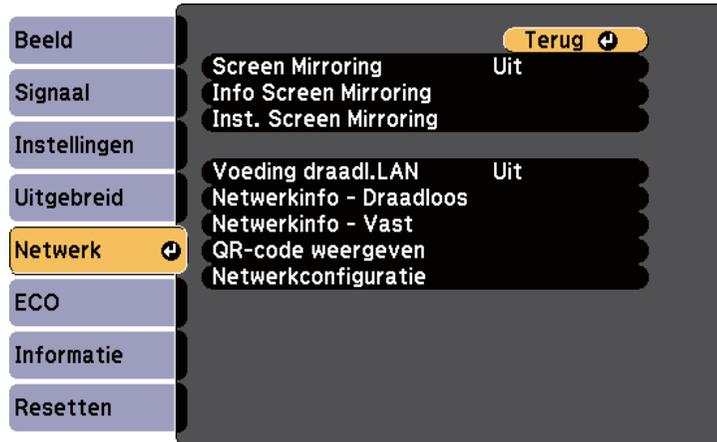 Beeld
Signaal
Instellingen
Uitgebreid
Netwerk
ECO
Informatie
Resetten
Terug
Screen Mirroring Uit
Info Screen Mirroring
Inst. Screen Mirroring
Voeding draadl.LAN Uit
Netwerkinfo - Draadloos
Netwerkinfo - Vast
QR-code weergeven
Netwerkconfiguratie